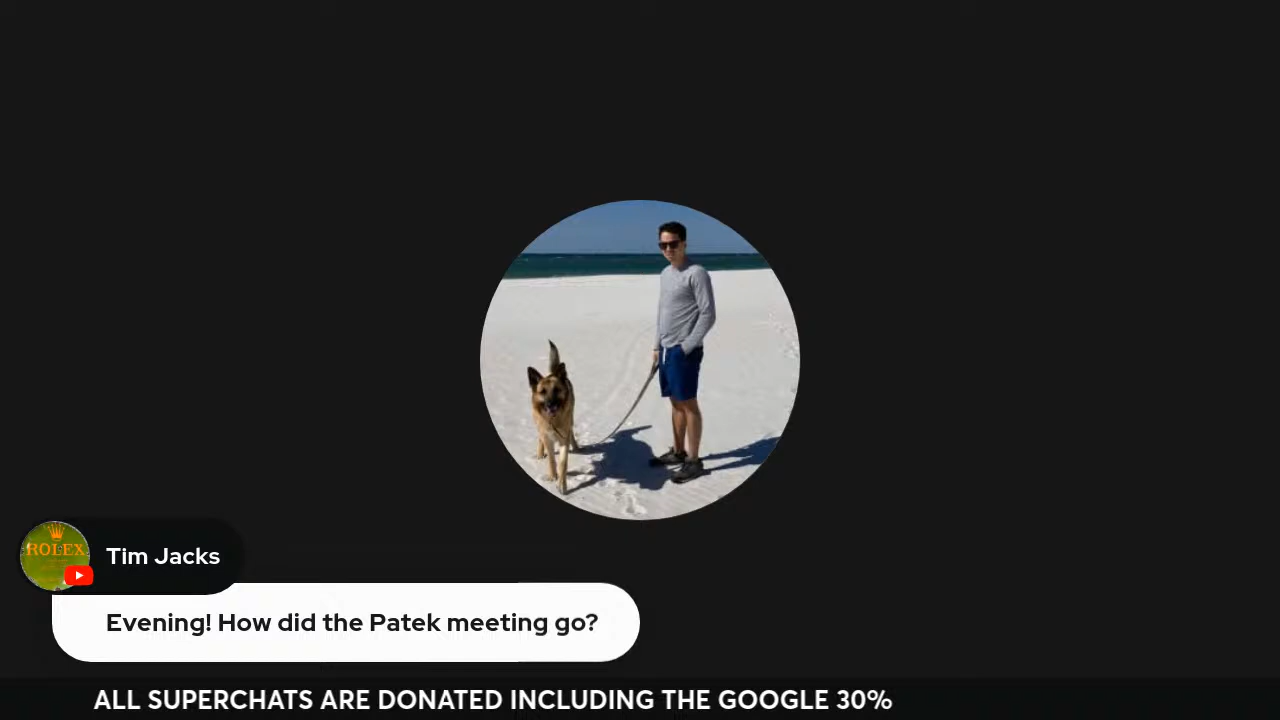 ROLEX
Tim Jacks
Evening! How did the Patek meeting go?
ALL SUPERCHATS ARE DONATED INCLUDING THE GOOGLE 30%